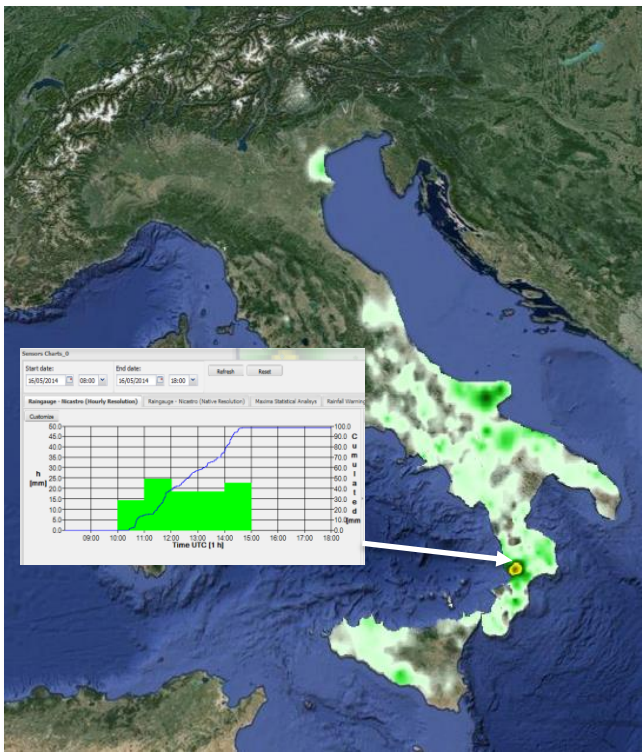 Sensors Charts_0
Start date: End date:
16/05/2014 08:00 16/05/2014 18:00 Refresh Reset
Raingauge - Nicastro (Hourly Resolution) Raingauge - Nicastro (Native Resolution) Maxima Statistical Analisys Rainfall Warning
Customize
h [mm]
50.0
45.0
40.0
35.0
30.0
25.0
20.0
15.0
10.0
5.0
0.0
100.0
90.0
80.0
70.0
60.0
50.0
40.0
30.0
20.0
10.0
0.0
Cumulated [mm
09:00 10:00 11:00 12:00 13:00 14:00 15:00 16:00 17:00 18:00
Time UTC [1 h]